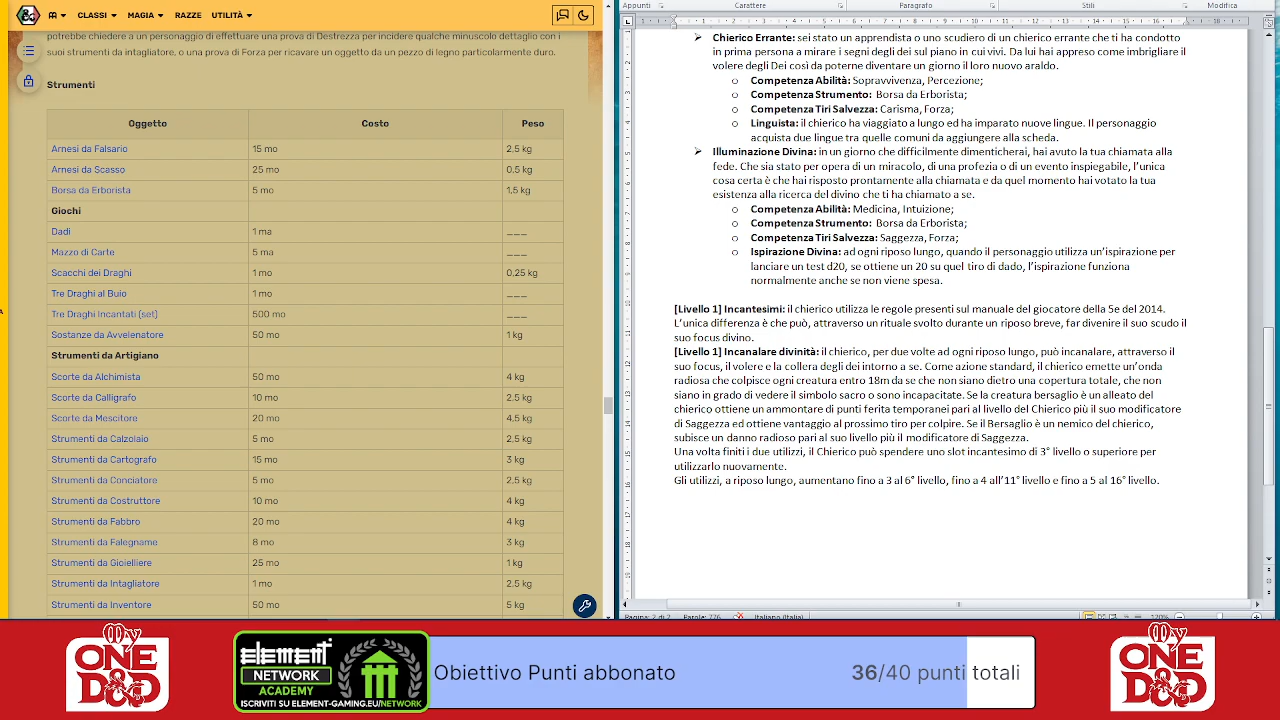 CLASSI
MAGIA
RAZZE
UTILITÀ
potrebbe chiedere a un personaggio di effettuare una prova di Destrezza per incidere qualche minuscolo dettaglio con i
suoi strumenti da intagliatore, o una prova di Forza per ricavare un oggetto da un pezzo di legno particolarmente duro.
Strumenti
Oggetto Costo Peso
Arnesi da Falsario 15 mo 2,5 kg
Arnesi da Scasso 25 mo 0,5 kg
Borsa da Erborista 5 mo 1,5 kg
Giochi
Dadi 1 ma ___
Mazzo di Carte 5 ma ___
Scacchi dei Draghi 1 mo 0,25 kg
Tre Draghi al Buio 1 mo ___
Tre Draghi Incantati (set) 500 mo ___
Sostanze da Avvelenatore 50 mo 1 kg
Strumenti da Artigiano
Scorte da Alchimista 50 mo 4 kg
Scorte da Calligrafo 10 mo 2,5 kg
Scorte da Mescitore 20 mo 4,5 kg
Strumenti da Calzolaio 5 mo 2,5 kg
Strumenti da Cartografo 15 mo 3 kg
Strumenti da Conciatore 5 mo 2,5 kg
Strumenti da Costruttore 10 mo 4 kg
Strumenti da Fabbro 20 mo 4 kg
Strumenti da Falegname 8 mo 3 kg
Strumenti da Gioielliere 25 mo 1 kg
Strumenti da Intagliatore 1 mo 2,5 kg
Strumenti da Inventore 50 mo 5 kg
Appunti Carattere Paragrafo Stili Modifica
Chierico Errante: sei stato un apprendista o uno scudiero di un chierico errante che ti ha condotto
in prima persona a mirare i segni degli dei sul piano in cui vivi. Da lui hai appreso come imbrigliare il
volere degli Dei così da poterne diventare un giorno il loro nuovo araldo.
o Competenza Abilità: Sopravvivenza, Percezione;
o Competenza Strumento: Borsa da Erborista;
o Competenza Tiri Salvezza: Carisma, Forza;
o Linguista: il chierico ha viaggiato a lungo ed ha imparato nuove lingue. Il personaggio
acquista due lingue tra quelle comuni da aggiungere alla scheda.
Illuminazione Divina: in un giorno che difficilmente dimenticherai, hai avuto la tua chiamata alla
fede. Che sia stato per opera di un miracolo, di una profezia o di un evento inspiegabile, l'unica
cosa certa è che hai risposto prontamente alla chiamata e da quel momento hai votato la tua
esistenza alla ricerca del divino che ti ha chiamato a se.
o Competenza Abilità: Medicina, Intuizione;
o Competenza Strumento: Borsa da Erborista;
o Competenza Tiri Salvezza: Saggezza, Forza;
o Ispirazione Divina: ad ogni riposo lungo, quando il personaggio utilizza un'ispirazione per
lanciare un test d20, se ottiene un 20 su quel tiro di dado, l'ispirazione funziona
normalmente anche se non viene spesa.
[Livello 1] Incantesimi: il chierico utilizza le regole presenti sul manuale del giocatore della 5e del 2014.
L'unica differenza è che può, attraverso un rituale svolto durante un riposo breve, far divenire il suo scudo il
suo focus divino.
[Livello 1] Incanalare divinità: il chierico, per due volte ad ogni riposo lungo, può incanalare, attraverso il
suo focus, il volere o la collera degli dei intorno a se. Come azione standard, il chierico emette un'onda
radiosa che colpisce ogni creatura entro 18m da se che non siano dietro una copertura totale, che non
siano in grado di vedere il simbolo sacro o sono incapacitate. Se la creatura bersaglio è un alleato del
chierico ottiene un ammontare di punti ferita temporanei pari al livello del Chierico più il suo modificatore
di Saggezza ed ottiene vantaggio al prossimo tiro per colpire. Se il Bersaglio è un nemico del chierico,
subisce un danno radioso pari al suo livello più il modificatore di Saggezza.
Una volta finiti i due utilizzi, il Chierico può spendere uno slot incantesimo di 3° livello o superiore per
utilizzarlo nuovamente.
Gli utilizzi, a riposo lungo, aumentano fino a 3 al 6° livello, fino a 4 all'11° livello e fino a 5 al 16° livello.
Pagina: 2 di 2 Parole: 776 Italiano (Italia) 120%
My
ONE
D&D
element
NETWORK
ACADEMY
ISCRIVITI SU ELEMENT-GAMING.EU/NETWORK
Obiettivo Punti abbonato 36/40 punti totali
My
ONE
D&D